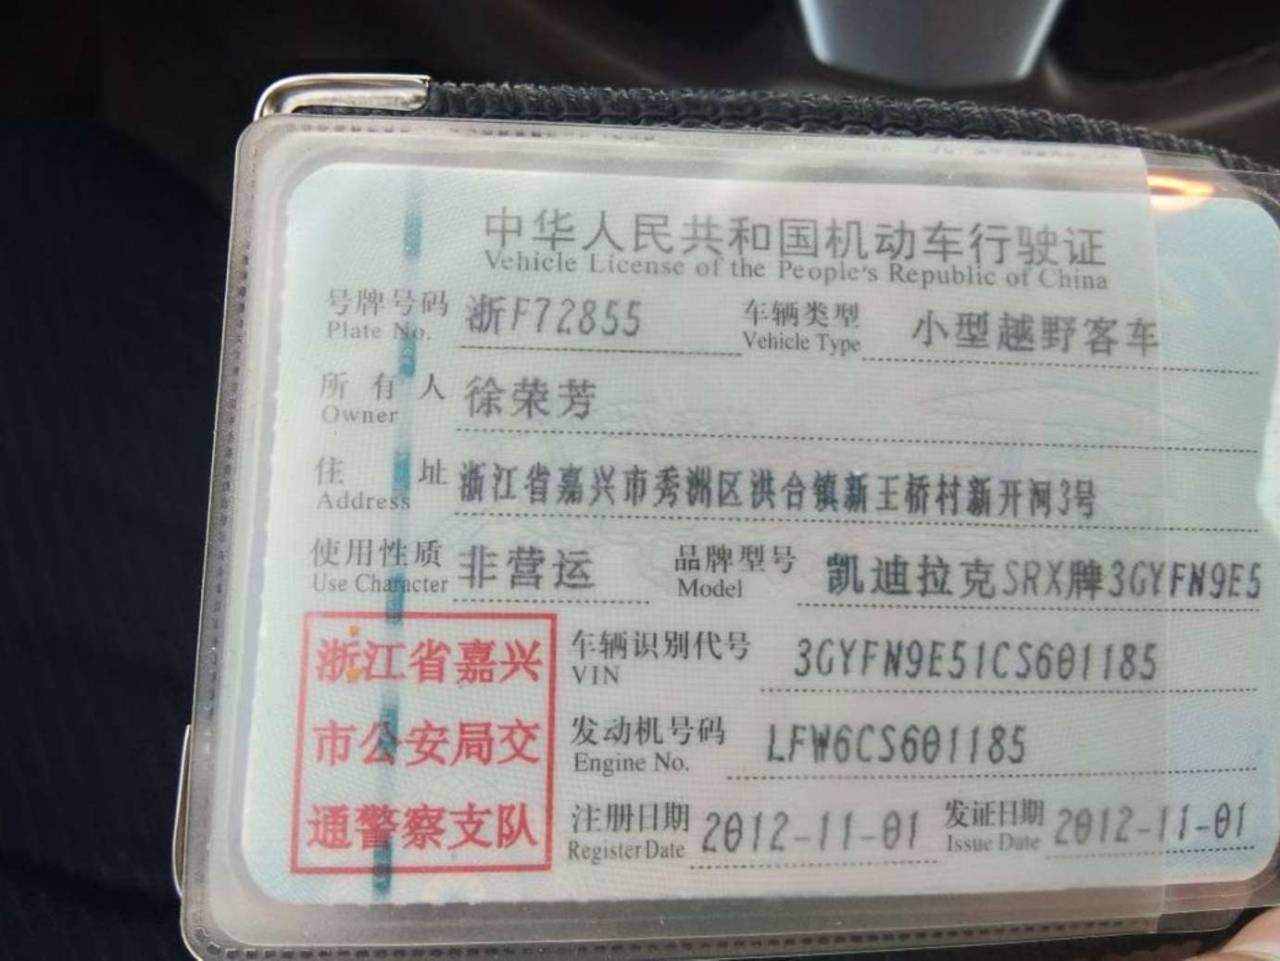 中华人民共和国机动车行驶证
Vehicle License of the People's Republic of China
号牌号码 浙F72855 车辆类型 小型越野客车
Plate No. Vehicle Type
所有人 徐荣芳
Owner
住址 浙江省嘉兴市秀洲区洪合镇新王桥村新开河3号
Address
使用性质 非营运 品牌型号 凯迪拉克SRX牌3GYFN9E5
Use Character Model
浙江省嘉兴
市公安局交
通警察支队
车辆识别代号 3GYFN9E51CS601185
VIN
发动机号码 LFW6CS601185
Engine No.
注册日期 2012-11-01 发证日期 2012-11-01
Register Date Issue Date